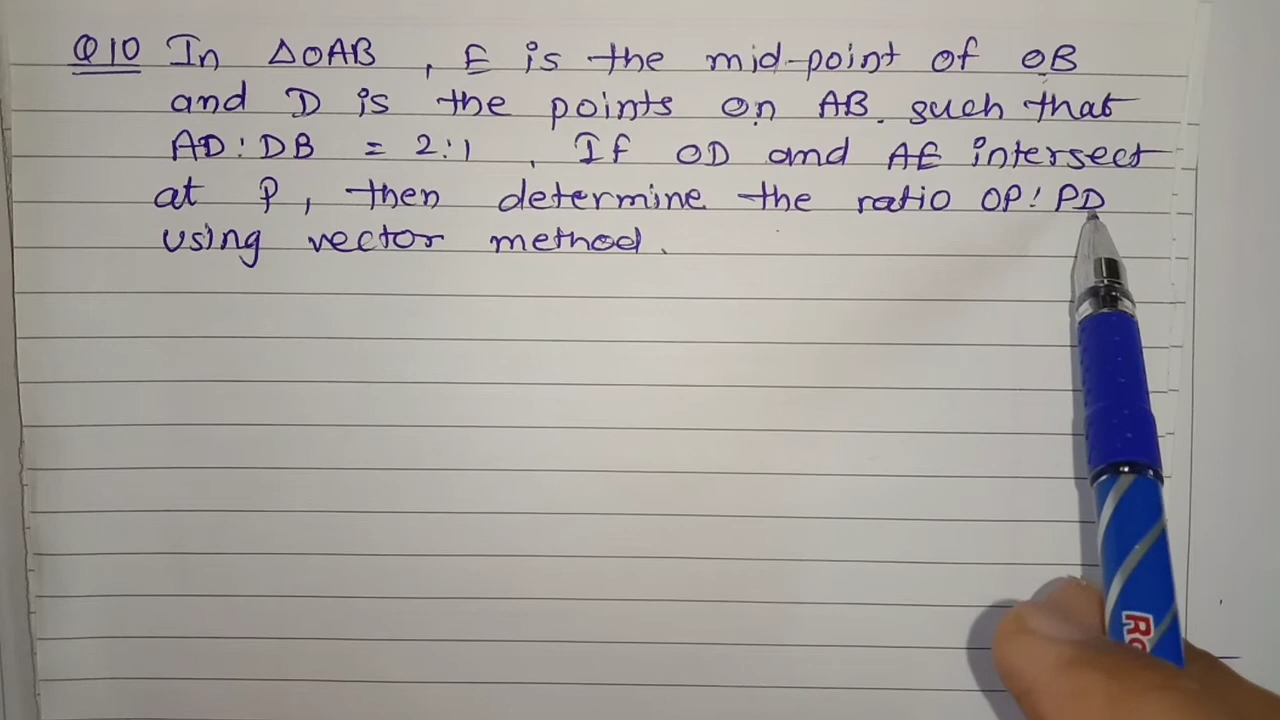 Q10 In △OAB, E is the mid-point of OB
and D is the points on AB such that
AD:DB = 2:1. If OD and AE intersect
at P, then determine the ratio OP:PD
using vector method.